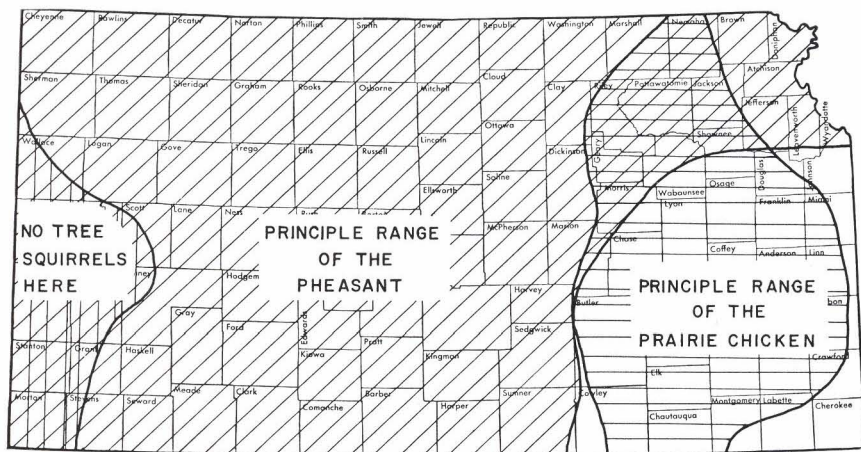 Cheyenne Rawlins Decatur Norton Phillips Smith Jewell Republic Washington Marshall Nemaha Brown Doniphan
Atchison
Sherman Thomas Sheridan Graham Rooks Osborne Mitchell Cloud Clay Riley Pottawatomie Jackson Jefferson
Leavenworth Wyandotte
Ottawa Shawnee
Wallace Logan Gove Trego Ellis Russell Lincoln Dickinson Geary Douglas Johnson
Saline
Ellsworth Morris Wabaunsee Osage Franklin Miami
Lyon
Scott Lane Ness
McPherson Marion Chase Coffey Anderson Linn
NO TREE
SQUIRRELS
HERE
PRINCIPLE RANGE
OF THE
PHEASANT
PRINCIPLE RANGE
OF THE
PRAIRIE CHICKEN
Hodgem
Gray Ford Edwards Pratt Harvey Butler
Sedgwick
Stanton Grant Haskell Kiowa Kingman Elk Crawford
Morton Stevens Seward Meade Clark Comanche Barber Harper Sumner Cowley Chautauqua Montgomery Labette Cherokee